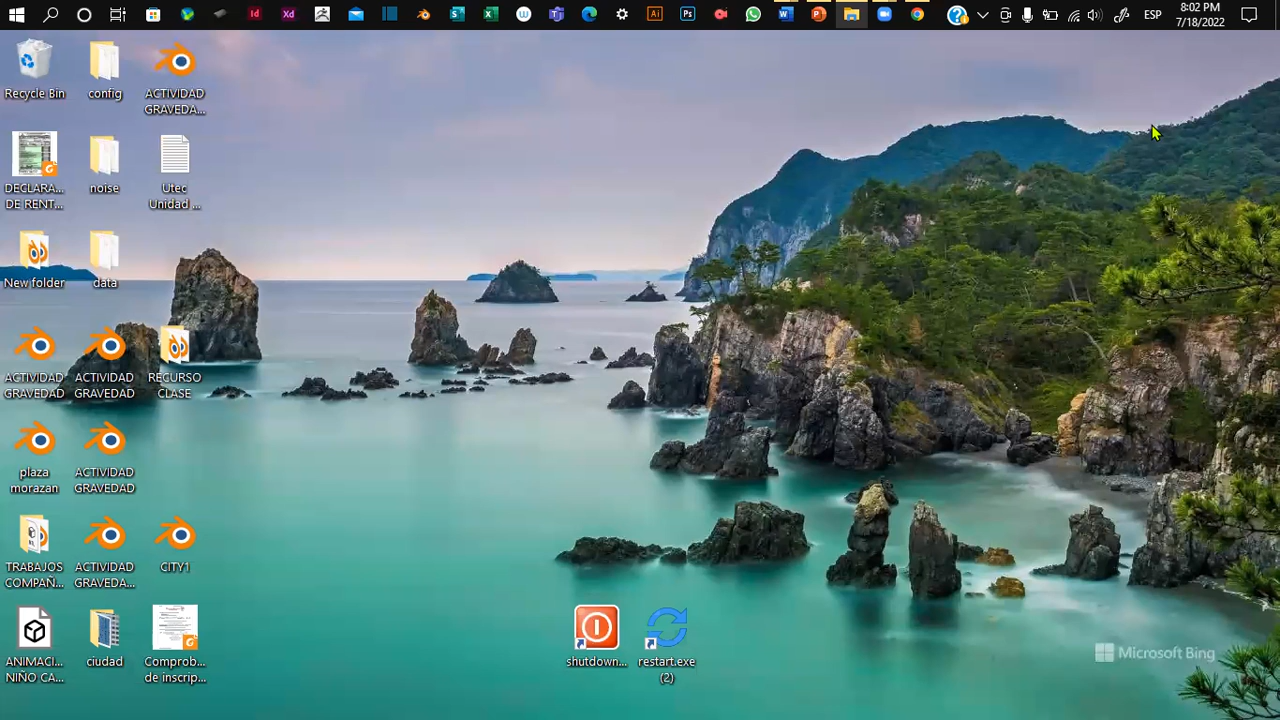 ESP
8:02 PM
7/18/2022
Recycle Bin
config
ACTIVIDAD
GRAVEDA...
DECLARA...
DE RENT...
noise
Utec
Unidad ...
New folder
data
ACTIVIDAD
GRAVEDAD
ACTIVIDAD
GRAVEDAD
RECURSO
CLASE
plaza
morazan
ACTIVIDAD
GRAVEDAD
TRABAJOS
COMPAÑ...
ACTIVIDAD
GRAVEDA...
CITY1
ANIMACI...
NIÑO CA...
ciudad
Comprob...
de inscrip...
shutdown...
restart.exe
(2)
Microsoft Bing